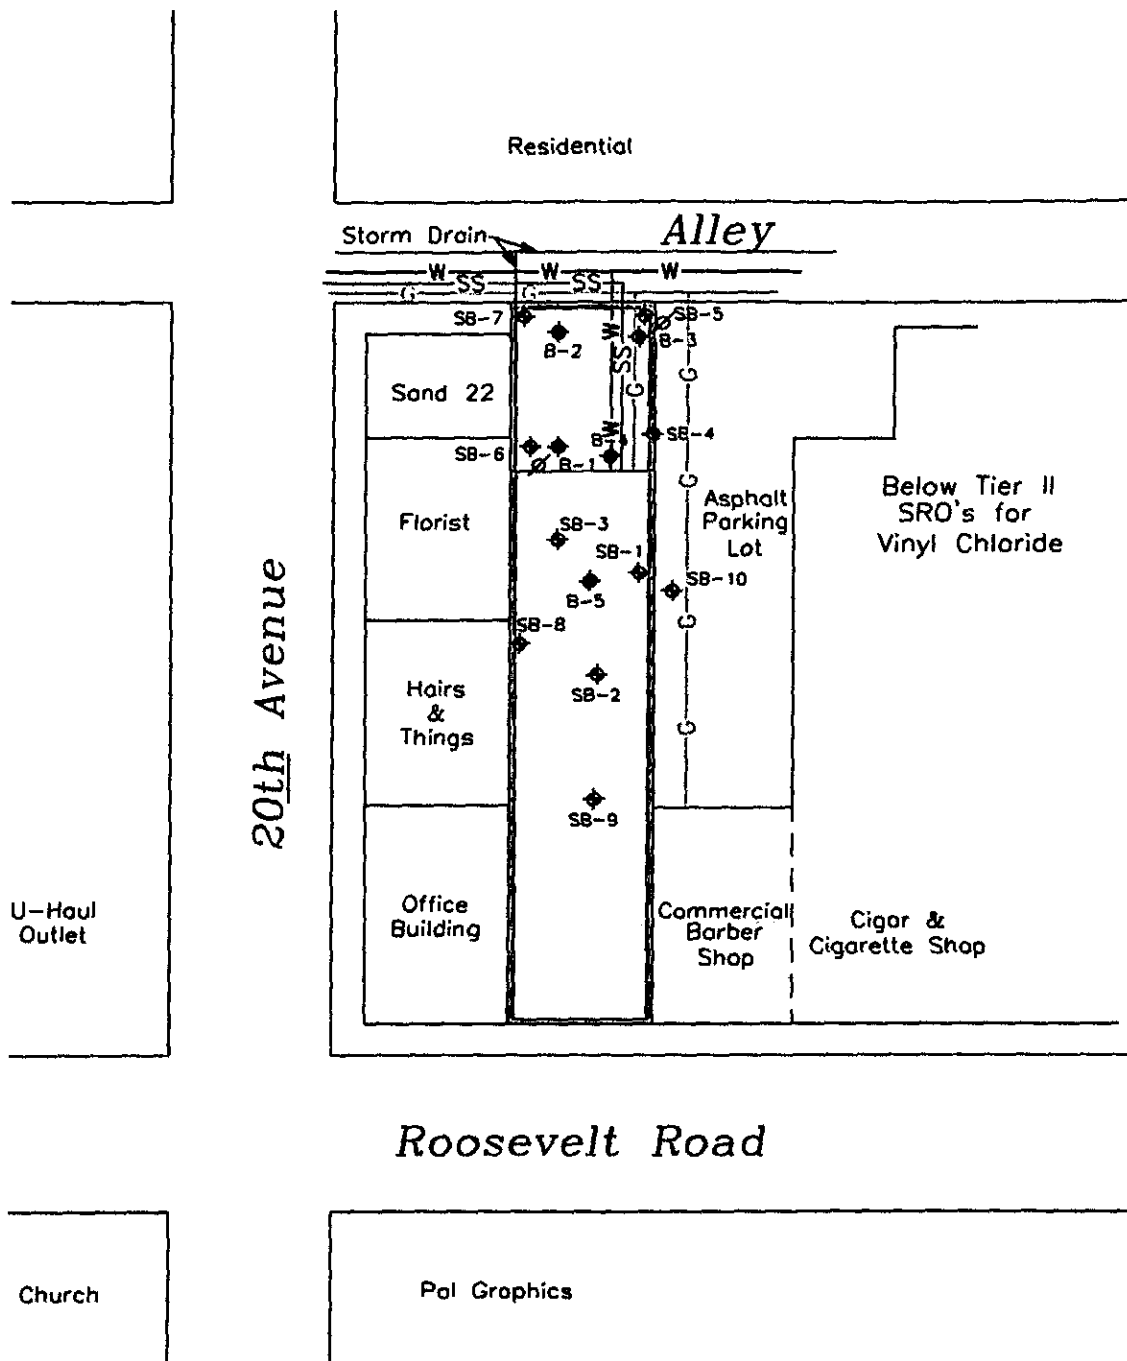 Residential
Alley
Storm Drain
W W W
SS SS
G G
SB-7
SB-5
B-2
B-3
W
SS
G
G
Sand 22
W
SB-4
SB-6
B-1
G
Florist
Asphalt
Parking
Lot
Below Tier II
SRO's for
Vinyl Chloride
SB-3
SB-1
SB-10
B-5
G
SB-8
20th Avenue
Hairs
&
Things
SB-2
G
SB-9
U-Haul
Outlet
Office
Building
Commercial
Barber
Shop
Cigar &
Cigarette Shop
Roosevelt Road
Church
Pal Graphics